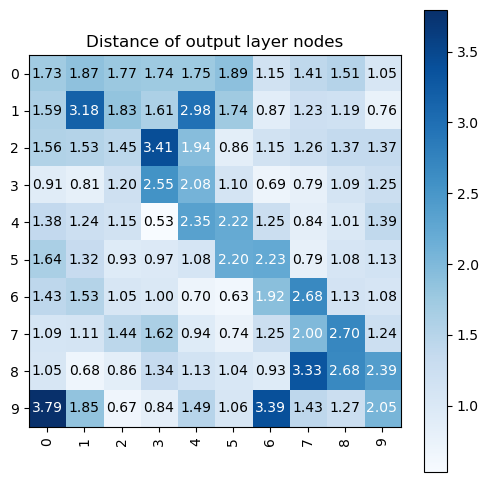 Distance of output layer nodes
0 1.73 1.87 1.77 1.74 1.75 1.89 1.15 1.41 1.51 1.05
1 1.59 3.18 1.83 1.61 2.98 1.74 0.87 1.23 1.19 0.76
2 1.56 1.53 1.45 3.41 1.94 0.86 1.15 1.26 1.37 1.37
3 0.91 0.81 1.20 2.55 2.08 1.10 0.69 0.79 1.09 1.25
4 1.38 1.24 1.15 0.53 2.35 2.22 1.25 0.84 1.01 1.39
5 1.64 1.32 0.93 0.97 1.08 2.20 2.23 0.79 1.08 1.13
6 1.43 1.53 1.05 1.00 0.70 0.63 1.92 2.68 1.13 1.08
7 1.09 1.11 1.44 1.62 0.94 0.74 1.25 2.00 2.70 1.24
8 1.05 0.68 0.86 1.34 1.13 1.04 0.93 3.33 2.68 2.39
9 3.79 1.85 0.67 0.84 1.49 1.06 3.39 1.43 1.27 2.05
0 1 2 3 4 5 6 7 8 9
3.5
3.0
2.5
2.0
1.5
1.0